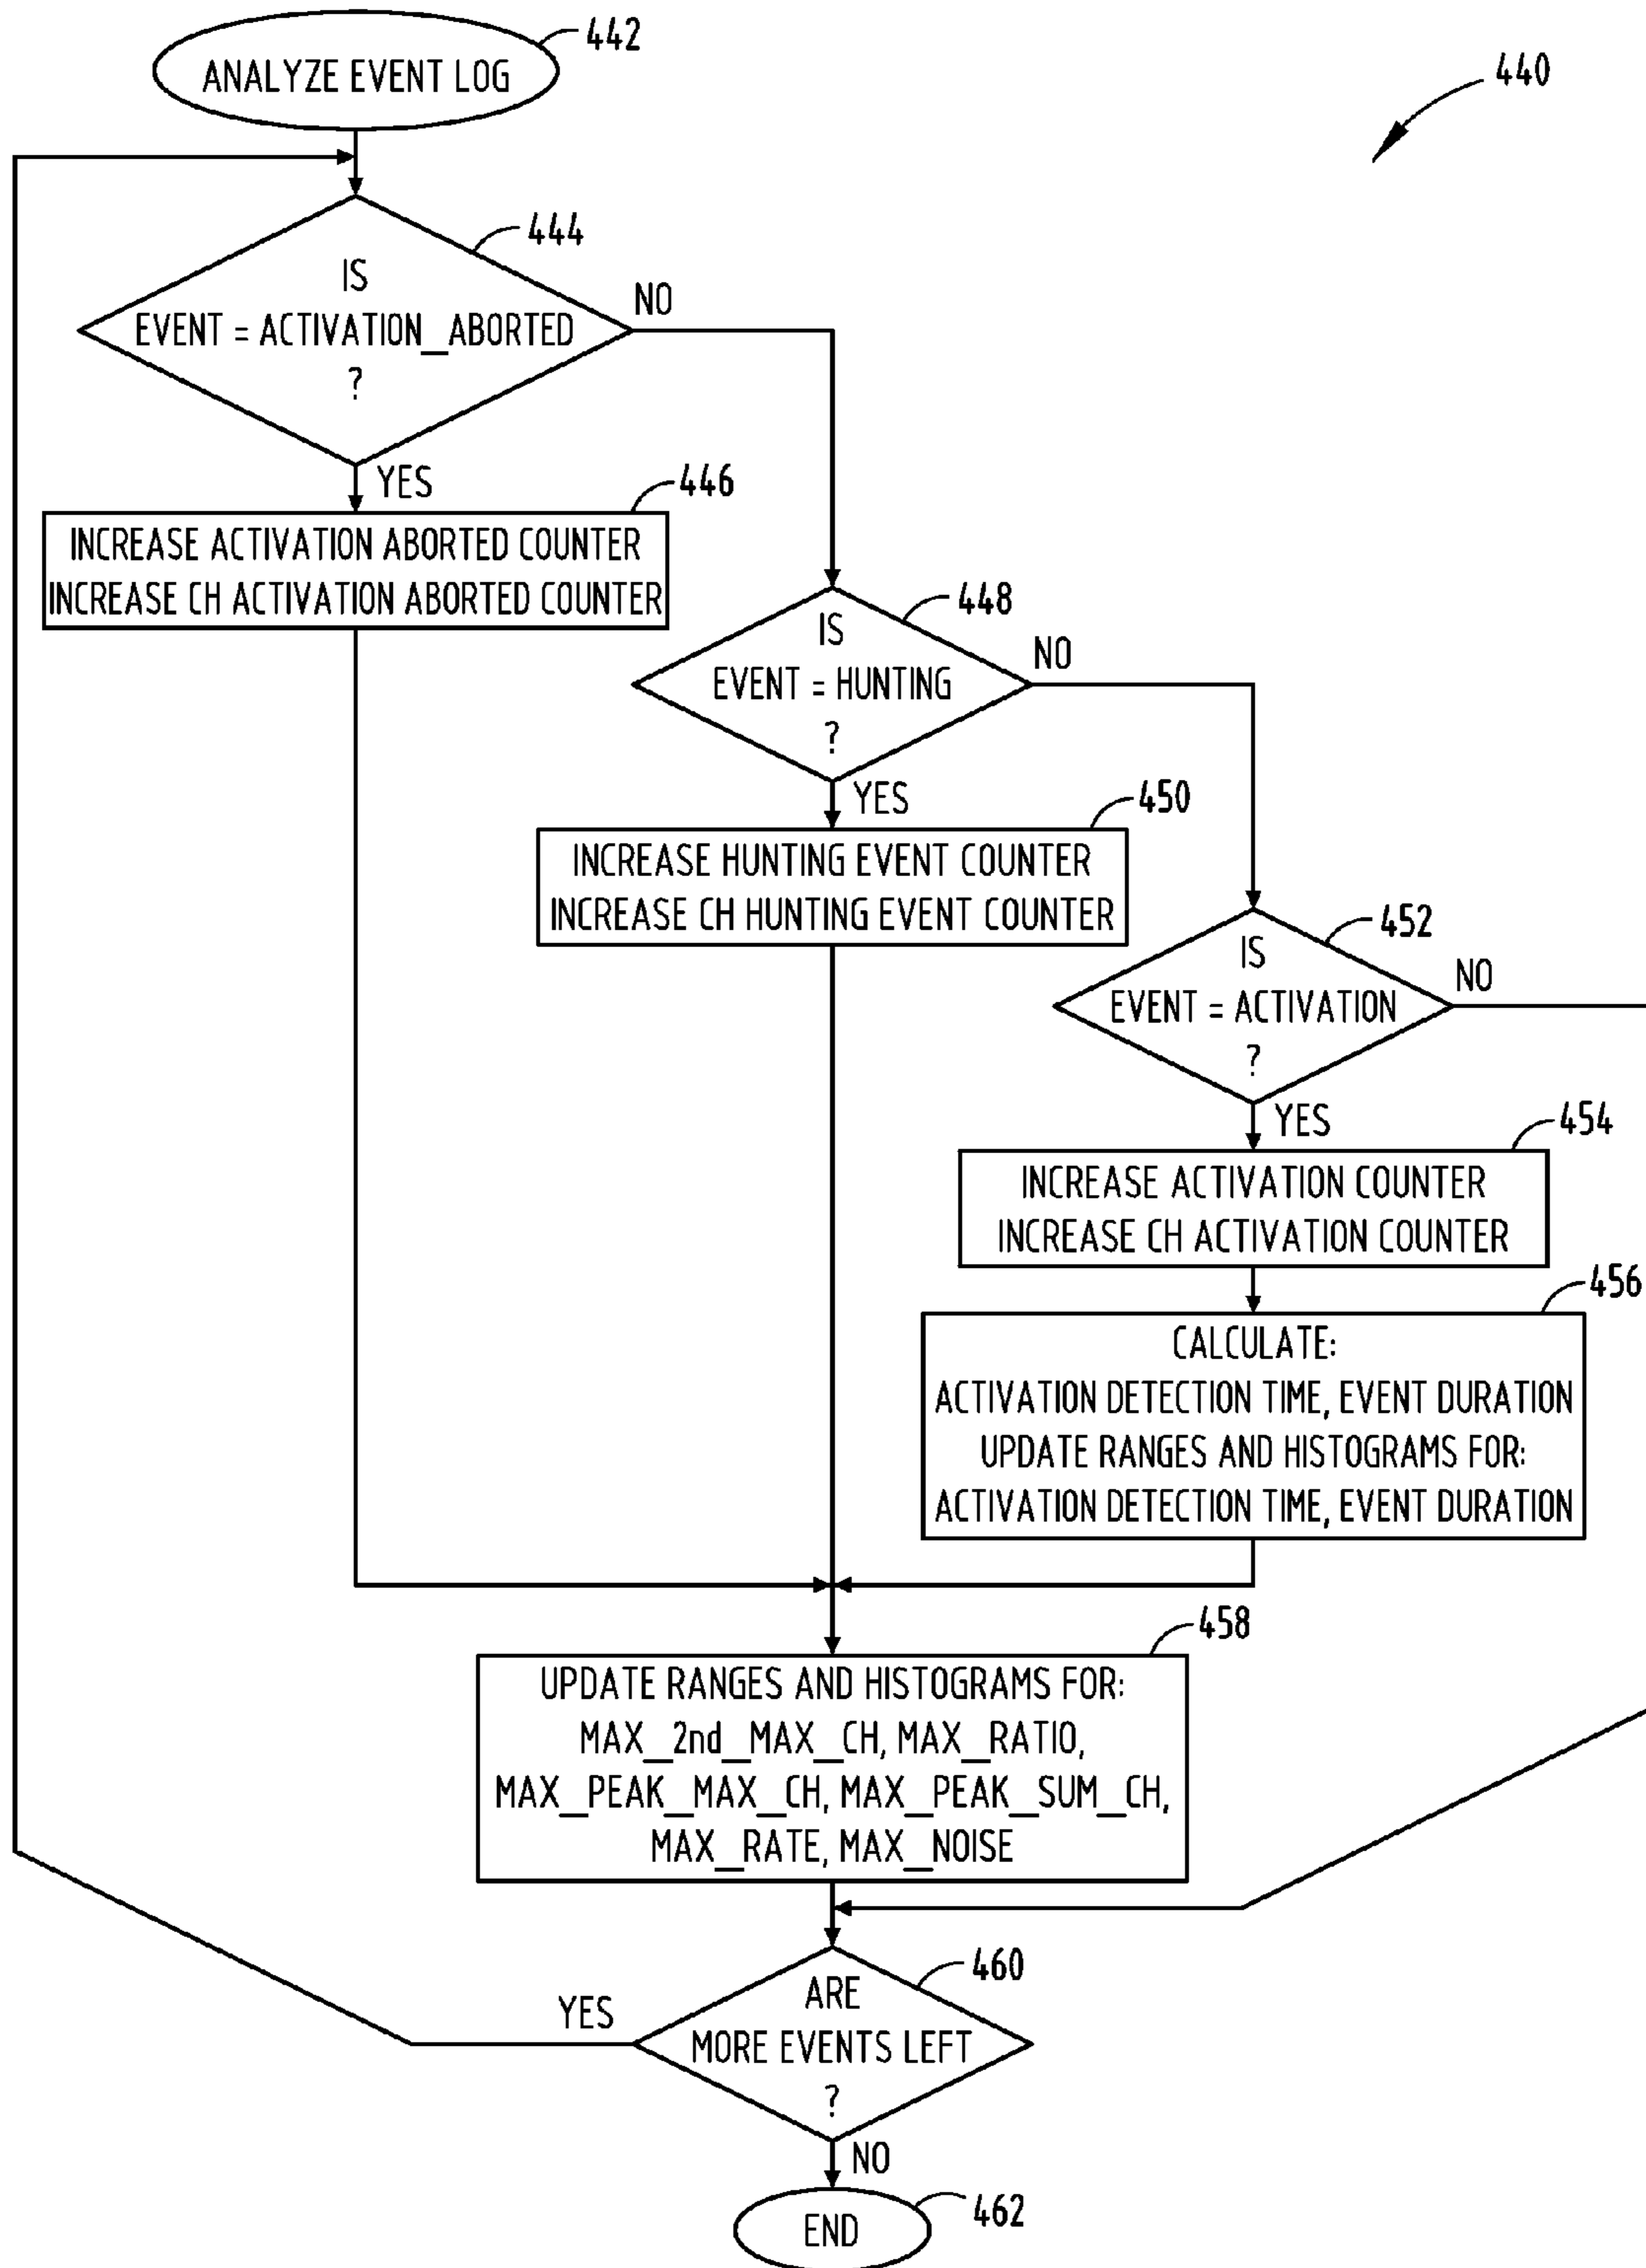 442
ANALYZE EVENT LOG
440
444
IS
EVENT = ACTIVATION_ABORTED
?
NO
YES
446
INCREASE ACTIVATION ABORTED COUNTER
INCREASE CH ACTIVATION ABORTED COUNTER
448
IS
EVENT = HUNTING
?
NO
YES
450
INCREASE HUNTING EVENT COUNTER
INCREASE CH HUNTING EVENT COUNTER
452
IS
EVENT = ACTIVATION
?
NO
YES
454
INCREASE ACTIVATION COUNTER
INCREASE CH ACTIVATION COUNTER
456
CALCULATE:
ACTIVATION DETECTION TIME, EVENT DURATION
UPDATE RANGES AND HISTOGRAMS FOR:
ACTIVATION DETECTION TIME, EVENT DURATION
458
UPDATE RANGES AND HISTOGRAMS FOR:
MAX_2nd_MAX_CH, MAX_RATIO,
MAX_PEAK_MAX_CH, MAX_PEAK_SUM_CH,
MAX_RATE, MAX_NOISE
460
ARE
MORE EVENTS LEFT
?
YES
NO
462
END